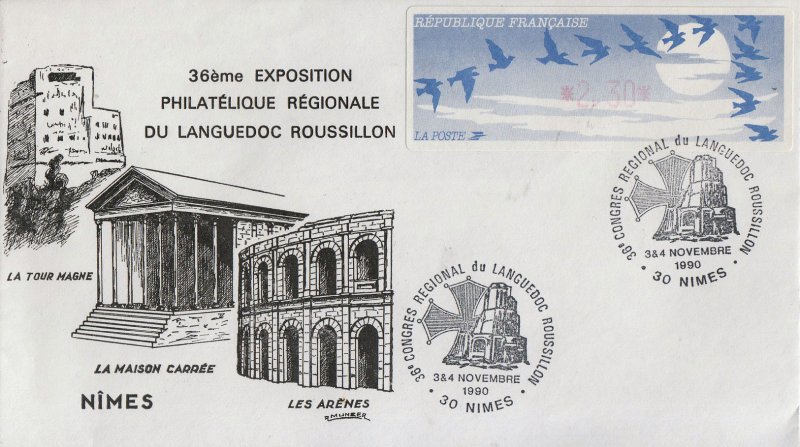 36ème EXPOSITION
PHILATÉLIQUE RÉGIONALE
DU LANGUEDOC ROUSSILLON
RÉPUBLIQUE FRANÇAISE
*2,30*
LA POSTE
36e CONGRES REGIONAL du LANGUEDOC ROUSSILLON
3&4 NOVEMBRE
1990
• 30 NIMES •
LA TOUR MAGNE
LA MAISON CARRÉE
NÎMES
LES ARÈNES
R.MUNIER
36e CONGRES REGIONAL du LANGUEDOC ROUSSILLON
3&4 NOVEMBRE
1990
• 30 NIMES •